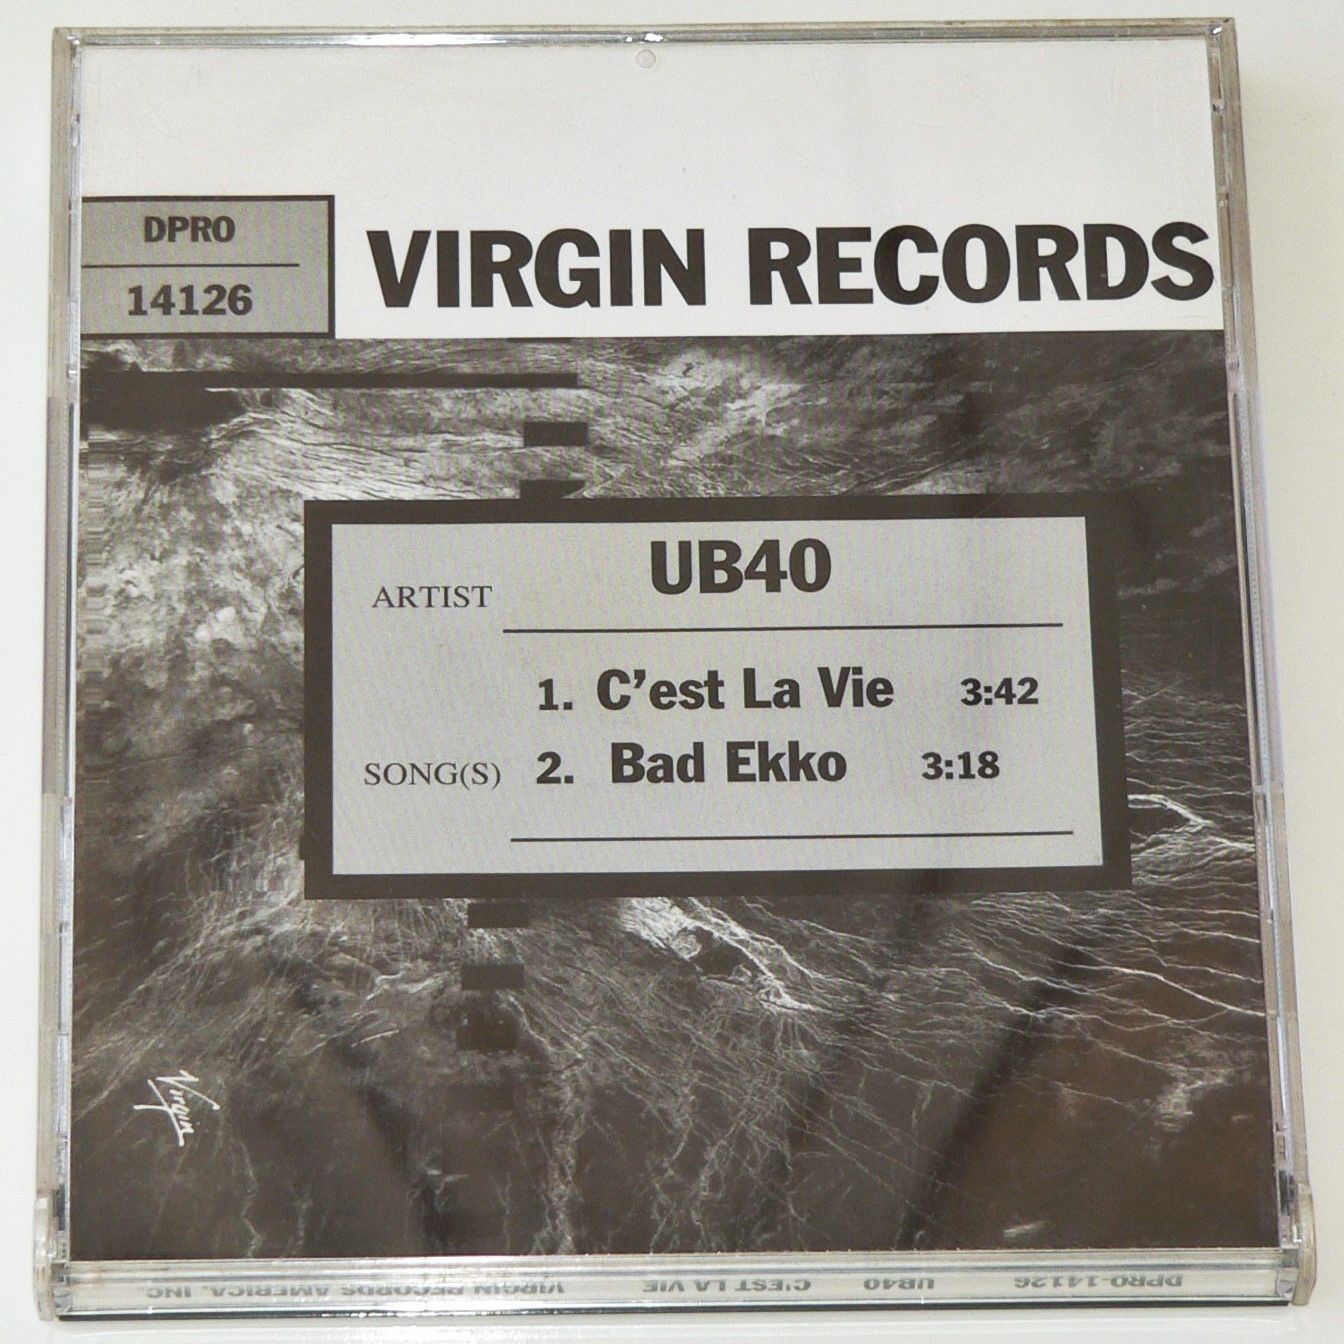 DPRO
14126
VIRGIN RECORDS
ARTIST UB40
1. C'est La Vie 3:42
SONG(S) 2. Bad Ekko 3:18
Virgin
DPRO-14126 UB40 C'EST LA VIE VIRGIN RECORDS AMERICA, INC.